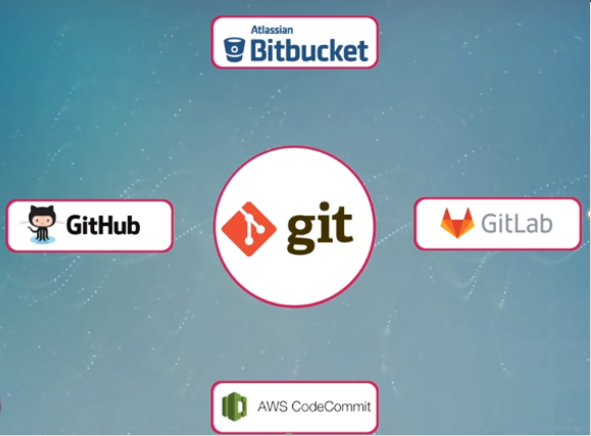 Atlassian
Bitbucket
GitHub
git
GitLab
AWS CodeCommit